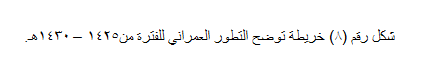 شكل رقم (٨) خريطة توضح التطور العمراني للفترة من١٤٢٥ – ١٤٣٠هـ.